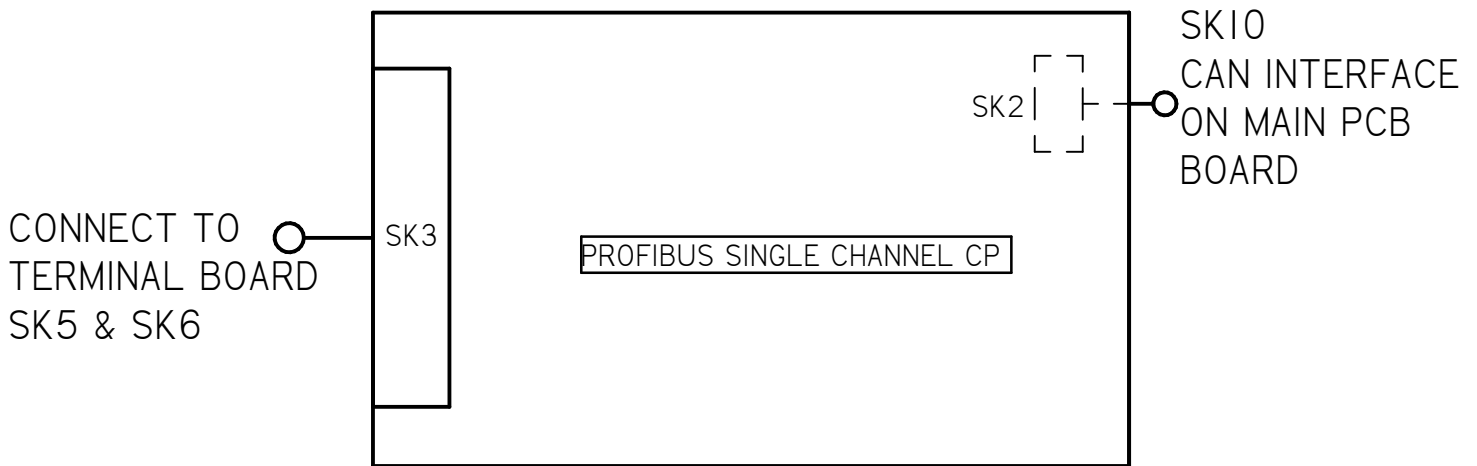 SK10
CAN INTERFACE
ON MAIN PCB
BOARD
SK2
CONNECT TO
TERMINAL BOARD
SK5 & SK6
SK3
PROFIBUS SINGLE CHANNEL CP